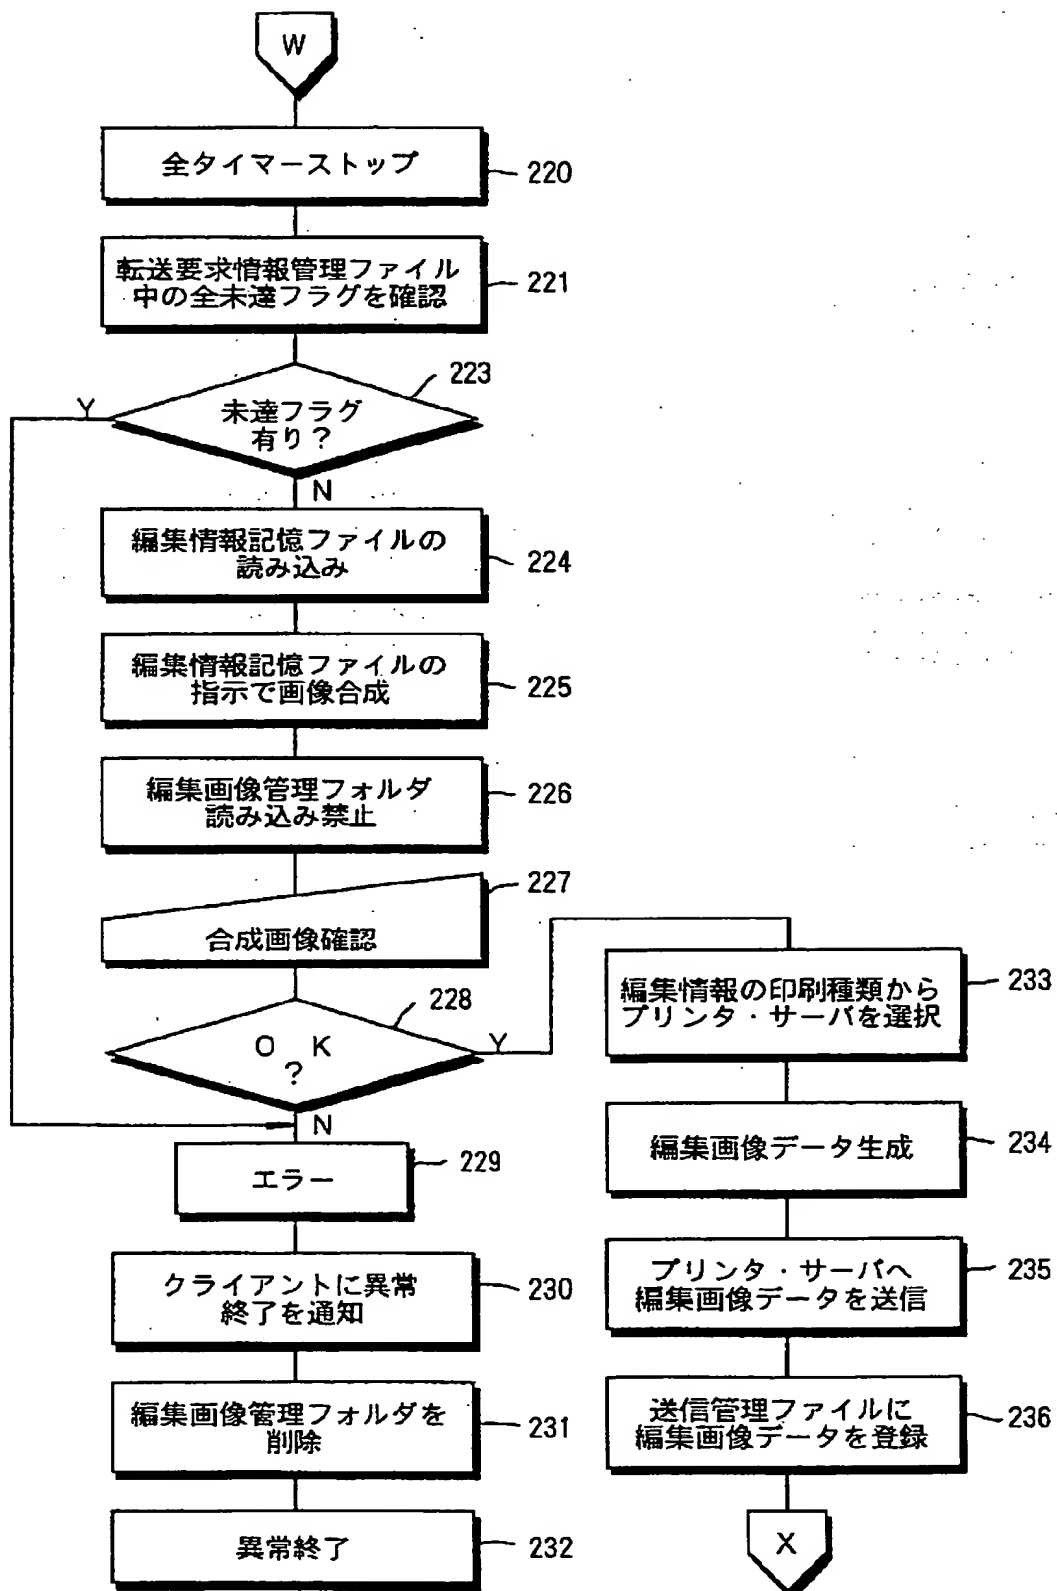 W
全タイマーストップ
220
転送要求情報管理ファイル
中の全未達フラグを確認
221
223
Y
未達フラグ
有り?
N
編集情報記憶ファイルの
読み込み
224
編集情報記憶ファイルの
指示で画像合成
225
編集画像管理フォルダ
読み込み禁止
226
227
合成画像確認
228
O K
?
Y
N
エラー
229
クライアントに異常
終了を通知
230
編集画像管理フォルダを
削除
231
異常終了
232
編集情報の印刷種類から
プリンタ・サーバを選択
233
編集画像データ生成
234
プリンタ・サーバへ
編集画像データを送信
235
送信管理ファイルに
編集画像データを登録
236
X